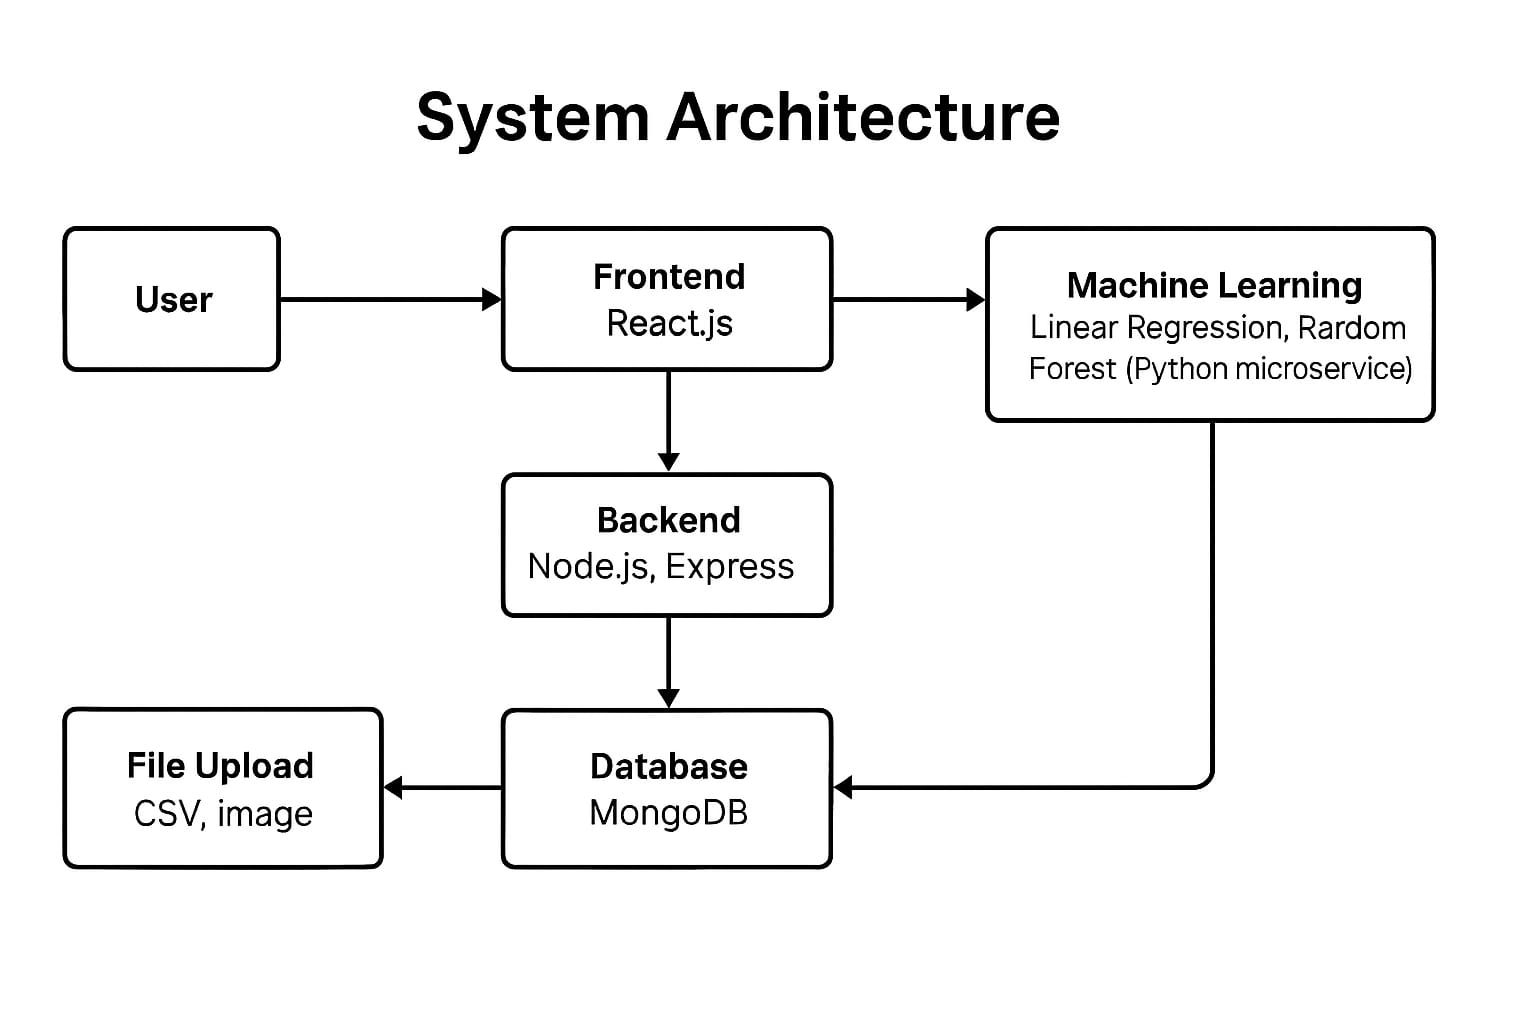 System Architecture
User
Frontend
React.js
Machine Learning
Linear Regression, Rardom
Forest (Python microservice)
Backend
Node.js, Express
File Upload
CSV, image
Database
MongoDB